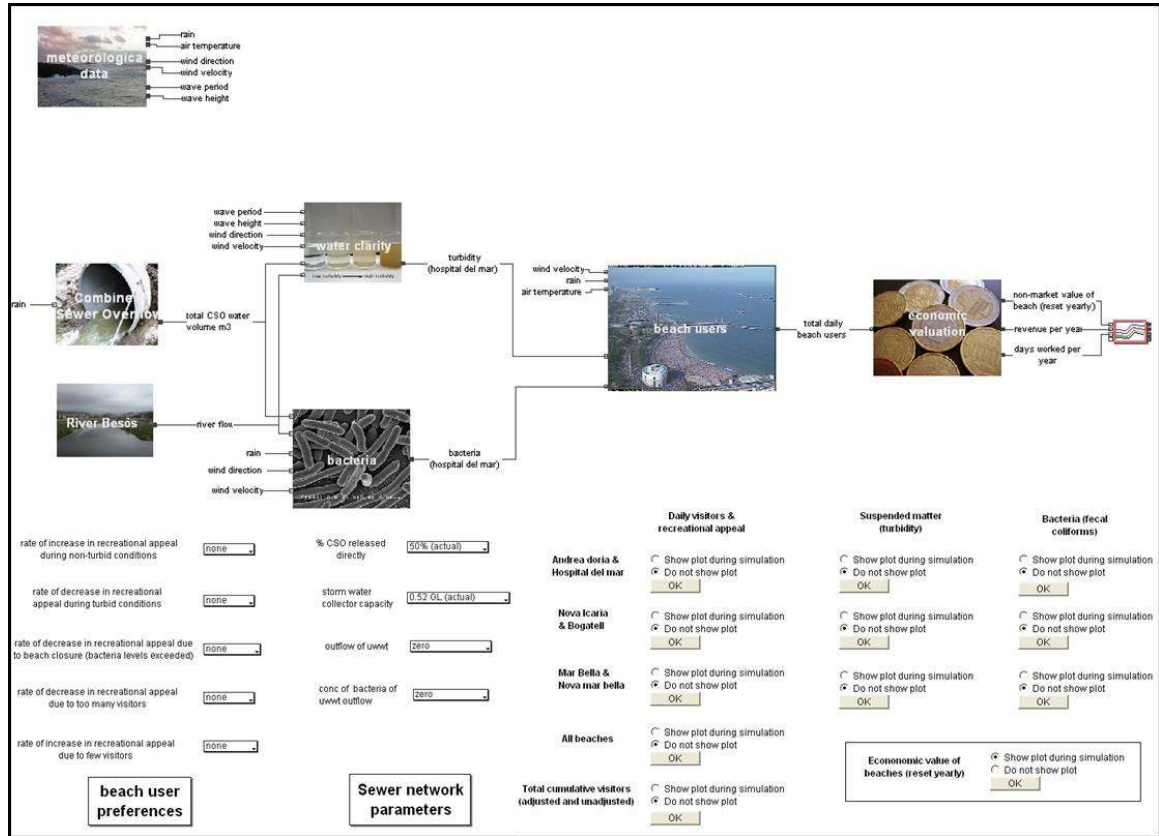 rain
air temperature
meteorologica
data
wind direction
wind velocity
wave period
wave height
wave period
wave height
wind direction
wind velocity
water clarity
turbidity
(hospital del mar)
rain
Combine
Sewer Overflow
total CSO water
volume m3
wind velocity
rain
air temperature
beach users
total daily
beach users
economic
valuation
non-market value of
beach (reset yearly)
revenue per year
days worked per
year
River Besòs
river flow
rain
wind direction
wind velocity
bacteria
bacteria
(hospital del mar)
rate of increase in recreational appeal
during non-turbid conditions
none
rate of decrease in recreational
appeal during turbid conditions
none
rate of decrease in recreational appeal due
to beach closure (bacteria levels exceeded)
none
rate of decrease in recreational appeal
due to too many visitors
none
rate of increase in recreational appeal
due to few visitors
none
beach user
preferences
% CSO released
directly
50% (actual)
storm water
collector capacity
0.52 GL (actual)
outflow of uwwt
zero
conc of bacteria of
uwwt outflow
zero
Sewer network
parameters
Daily visitors &
recreational appeal
Suspended matter
(turbidity)
Bacteria (fecal
coliforms)
Andrea doria &
Hospital del mar
Show plot during simulation
Do not show plot
OK
Show plot during simulation
Do not show plot
OK
Show plot during simulation
Do not show plot
OK
Nova Icaria
& Bogatell
Show plot during simulation
Do not show plot
OK
Show plot during simulation
Do not show plot
OK
Show plot during simulation
Do not show plot
OK
Mar Bella &
Nova mar bella
Show plot during simulation
Do not show plot
OK
Show plot during simulation
Do not show plot
OK
Show plot during simulation
Do not show plot
OK
All beaches
Show plot during simulation
Do not show plot
OK
Total cumulative visitors
(adjusted and unadjusted)
Show plot during simulation
Do not show plot
OK
Econonomic value of
beaches (reset yearly)
Show plot during simulation
Do not show plot
OK